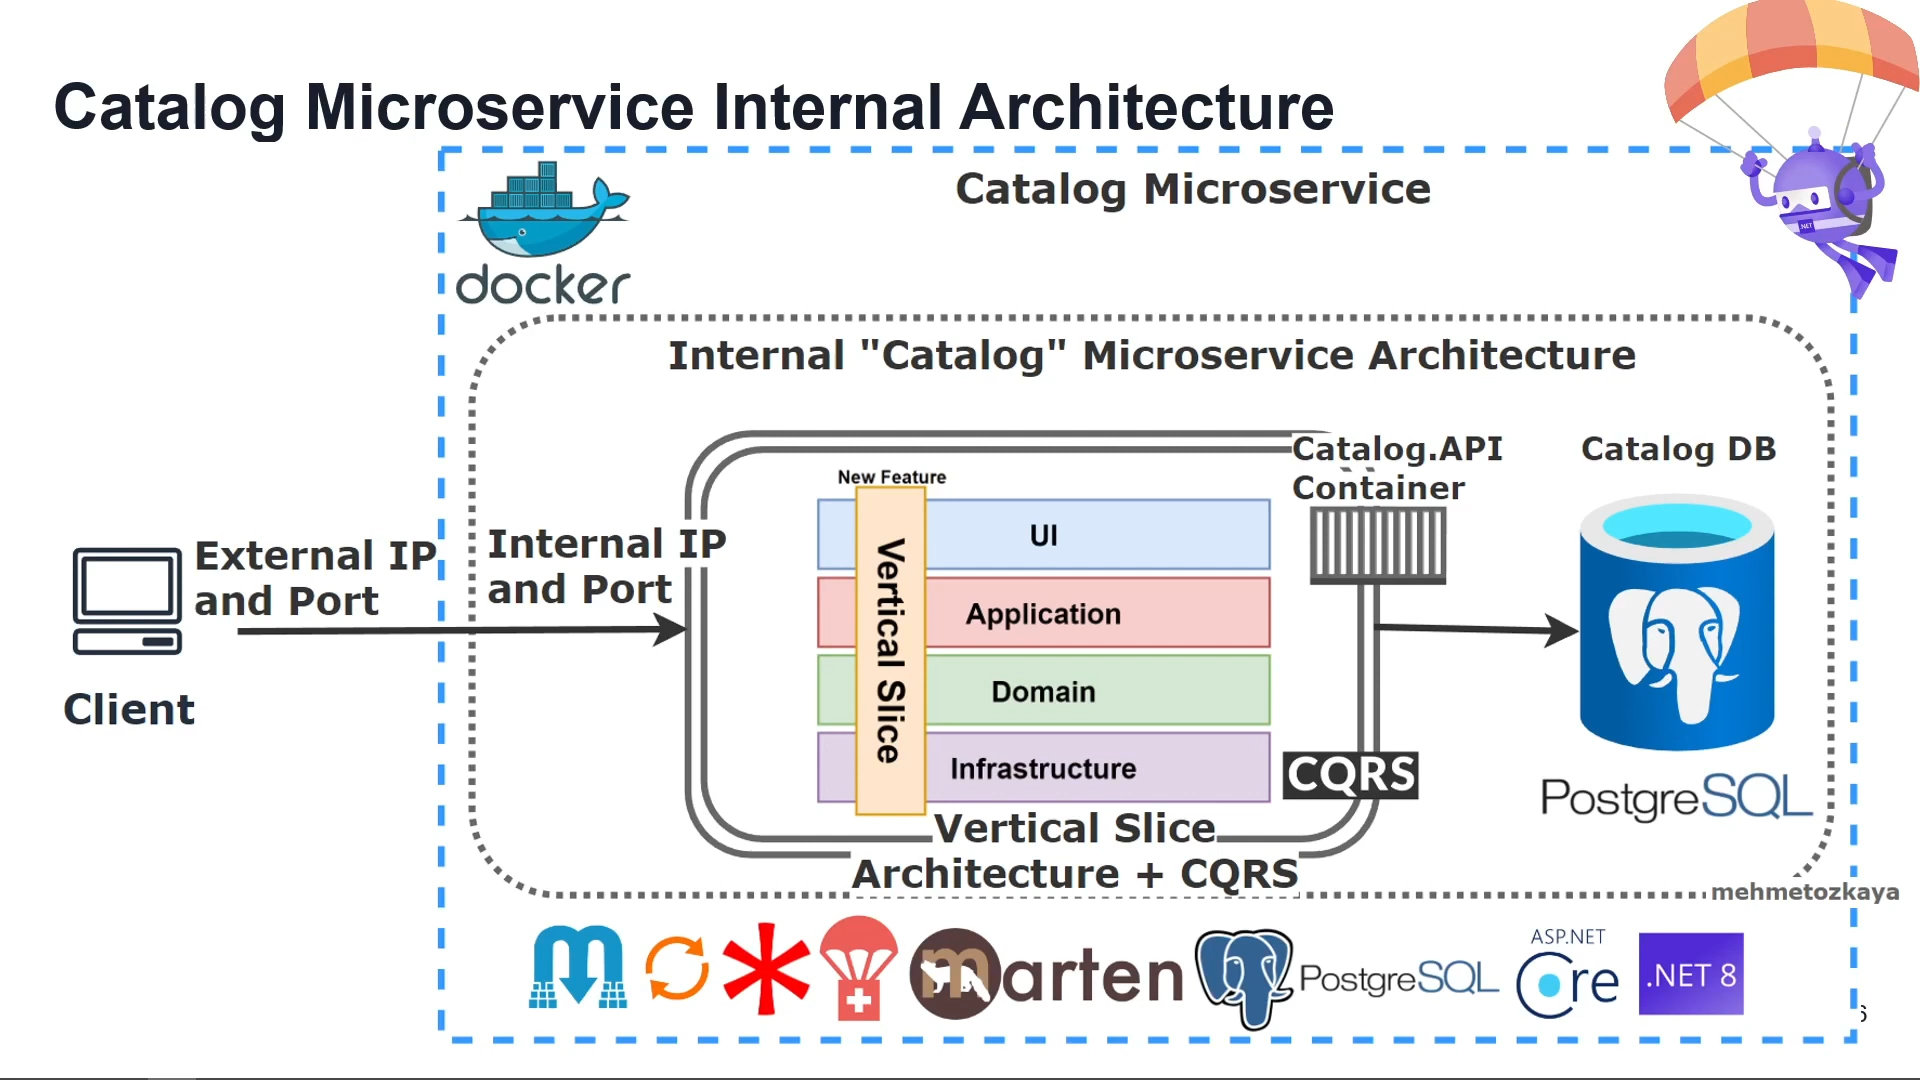 Catalog Microservice Internal Architecture
docker
Catalog Microservice
.NET
Internal "Catalog" Microservice Architecture
Catalog.API
Container
Catalog DB
New Feature
UI
Application
Domain
Infrastructure
Vertical Slice
External IP
and Port
Internal IP
and Port
Client
CQRS
PostgreSQL
Vertical Slice
Architecture + CQRS
mehmetozkaya
marten
PostgreSQL
ASP.NET
Core
.NET 8
6